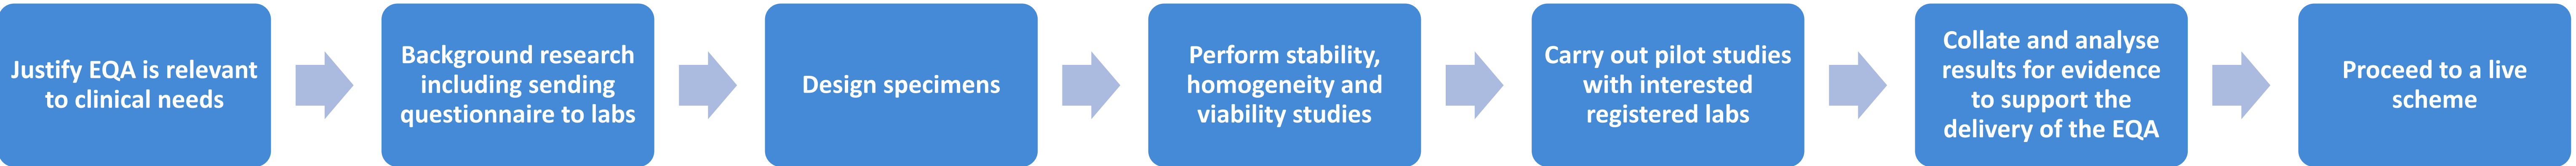 Justify EQA is relevant
to clinical needs
Background research
including sending
questionnaire to labs
Design specimens
Perform stability,
homogeneity and
viability studies
Carry out pilot studies
with interested
registered labs
Collate and analyse
results for evidence
to support the
delivery of the EQA
Proceed to a live
scheme